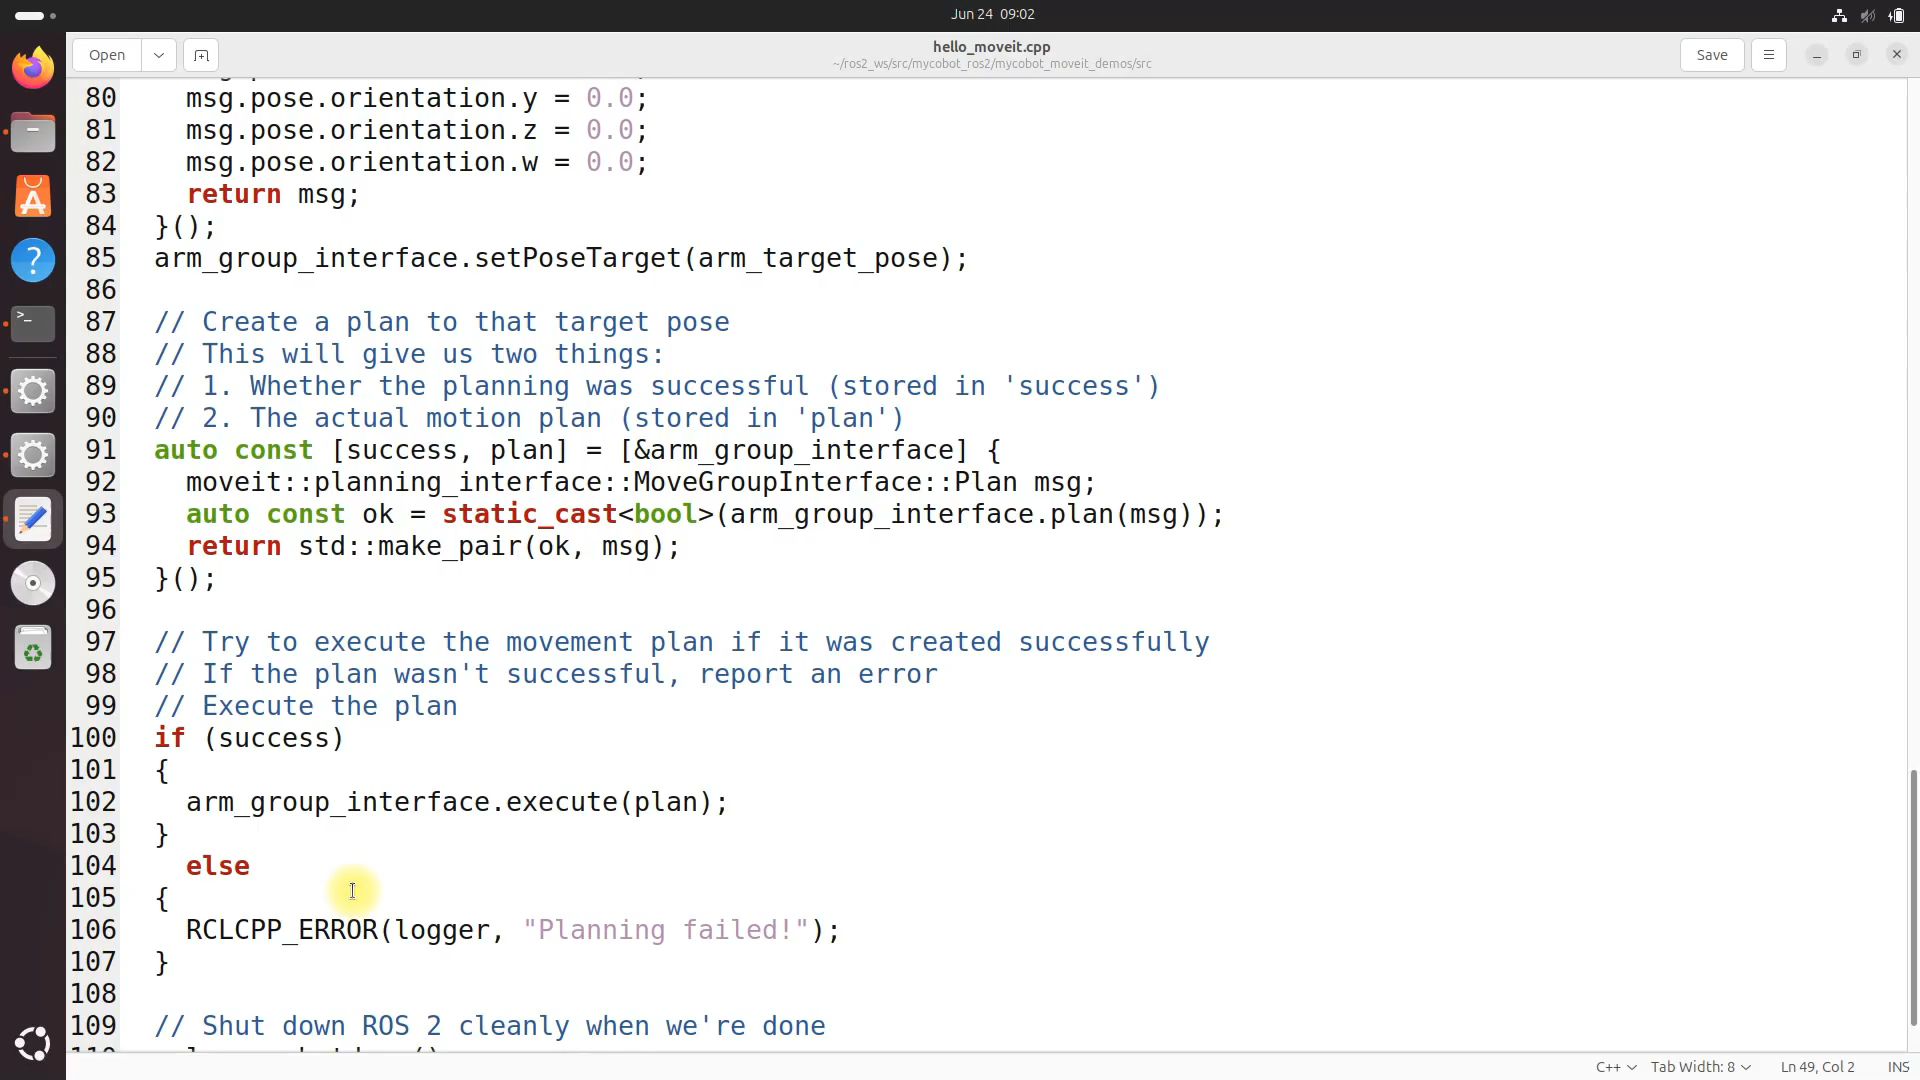 Jun 24 09:02
Open
hello_moveit.cpp
~/ros2_ws/src/mycobot_ros2/mycobot_moveit_demos/src
Save
80 msg.pose.orientation.y = 0.0;
81 msg.pose.orientation.z = 0.0;
82 msg.pose.orientation.w = 0.0;
83 return msg;
84 }();
85 arm_group_interface.setPoseTarget(arm_target_pose);
86
87 // Create a plan to that target pose
88 // This will give us two things:
89 // 1. Whether the planning was successful (stored in 'success')
90 // 2. The actual motion plan (stored in 'plan')
91 auto const [success, plan] = [&arm_group_interface] {
92 moveit::planning_interface::MoveGroupInterface::Plan msg;
93 auto const ok = static_cast<bool>(arm_group_interface.plan(msg));
94 return std::make_pair(ok, msg);
95 }();
96
97 // Try to execute the movement plan if it was created successfully
98 // If the plan wasn't successful, report an error
99 // Execute the plan
100 if (success)
101 {
102 arm_group_interface.execute(plan);
103 }
104 else
105 {
106 RCLCPP_ERROR(logger, "Planning failed!");
107 }
108
109 // Shut down ROS 2 cleanly when we're done
C++ Tab Width: 8 Ln 49, Col 2 INS